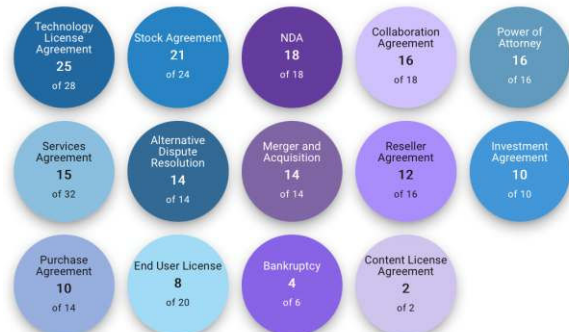 Technology
License
Agreement
25
of 28
Stock Agreement
21
of 24
NDA
18
of 18
Collaboration
Agreement
16
of 18
Power of
Attorney
16
of 16
Services
Agreement
15
of 32
Alternative
Dispute
Resolution
14
of 14
Merger and
Acquisition
14
of 14
Reseller
Agreement
12
of 16
Investment
Agreement
10
of 10
Purchase
Agreement
10
of 14
End User License
8
of 20
Bankruptcy
4
of 6
Content License
Agreement
2
of 2